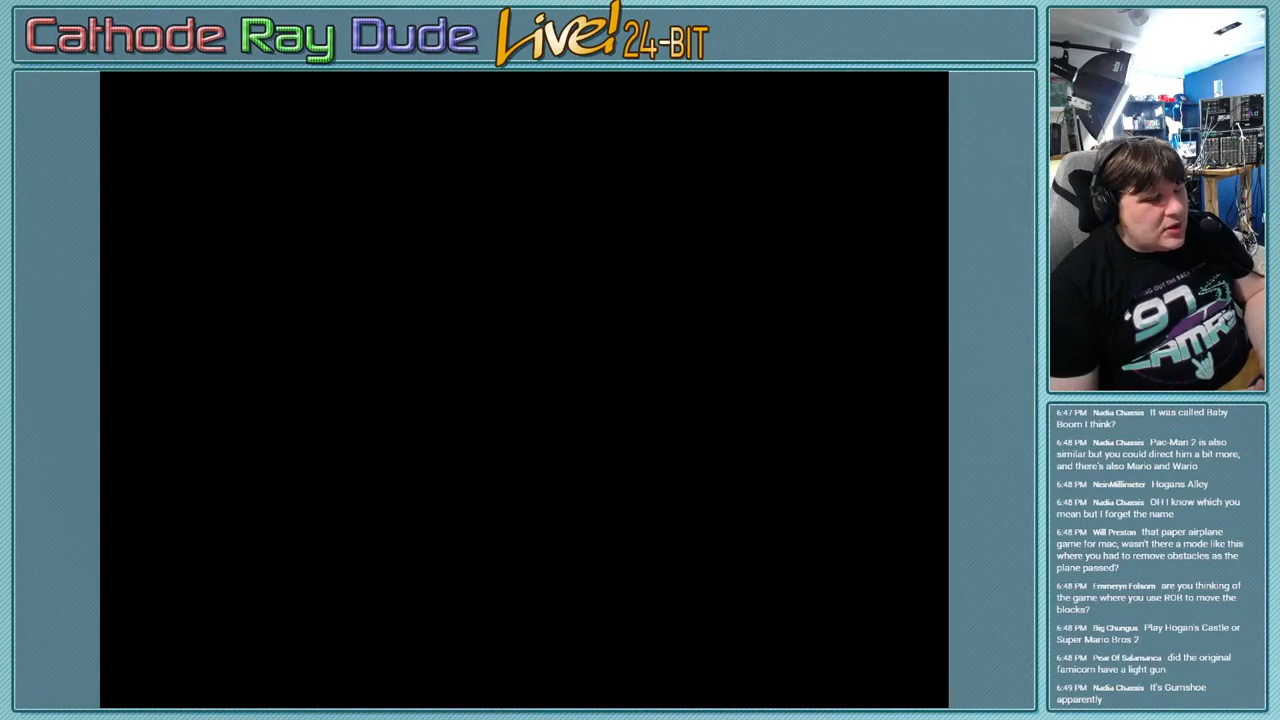 Cathode Ray Dude Live! 24-BIT
'97
6:47 PM Nadia Chassis It was called Baby
Boom I think?
6:48 PM Nadia Chassis Pac-Man 2 is also
similar but you could direct him a bit more,
and there's also Mario and Wario
6:48 PM NeinMillimeter Hogans Alley
6:48 PM Nadia Chassis OH I know which you
mean but I forget the name
6:48 PM Will Preston that paper airplane
game for mac, wasn't there a mode like this
where you had to remove obstacles as the
plane passed?
6:48 PM Emmeryn Folsom are you thinking of
the game where you use ROB to move the
blocks?
6:48 PM Big Chungus Play Hogan's Castle or
Super Mario Bros 2
6:48 PM Pear Of Salamanca did the original
famicom have a light gun
6:49 PM Nadia Chassis It's Gumshoe
apparently